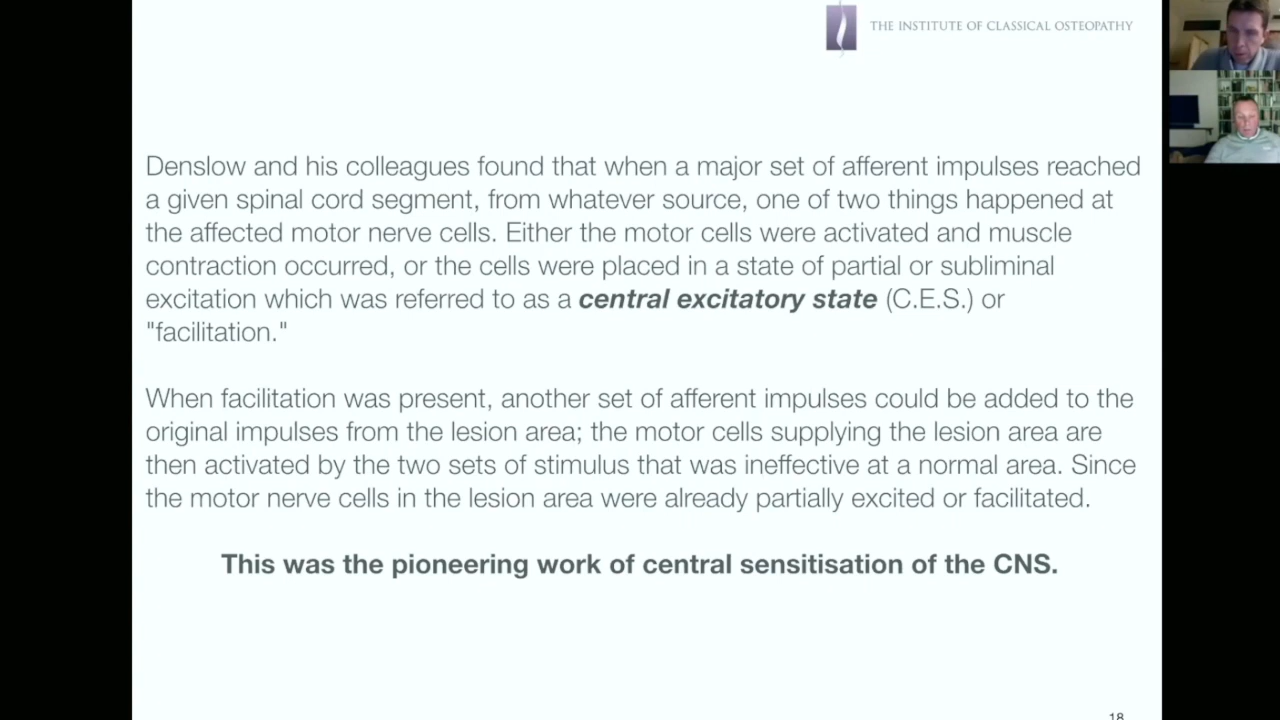 THE INSTITUTE OF CLASSICAL OSTEOPATHY
Denslow and his colleagues found that when a major set of afferent impulses reached
a given spinal cord segment, from whatever source, one of two things happened at
the affected motor nerve cells. Either the motor cells were activated and muscle
contraction occurred, or the cells were placed in a state of partial or subliminal
excitation which was referred to as a central excitatory state (C.E.S.) or
"facilitation."
When facilitation was present, another set of afferent impulses could be added to the
original impulses from the lesion area; the motor cells supplying the lesion area are
then activated by the two sets of stimulus that was ineffective at a normal area. Since
the motor nerve cells in the lesion area were already partially excited or facilitated.
This was the pioneering work of central sensitisation of the CNS.
18